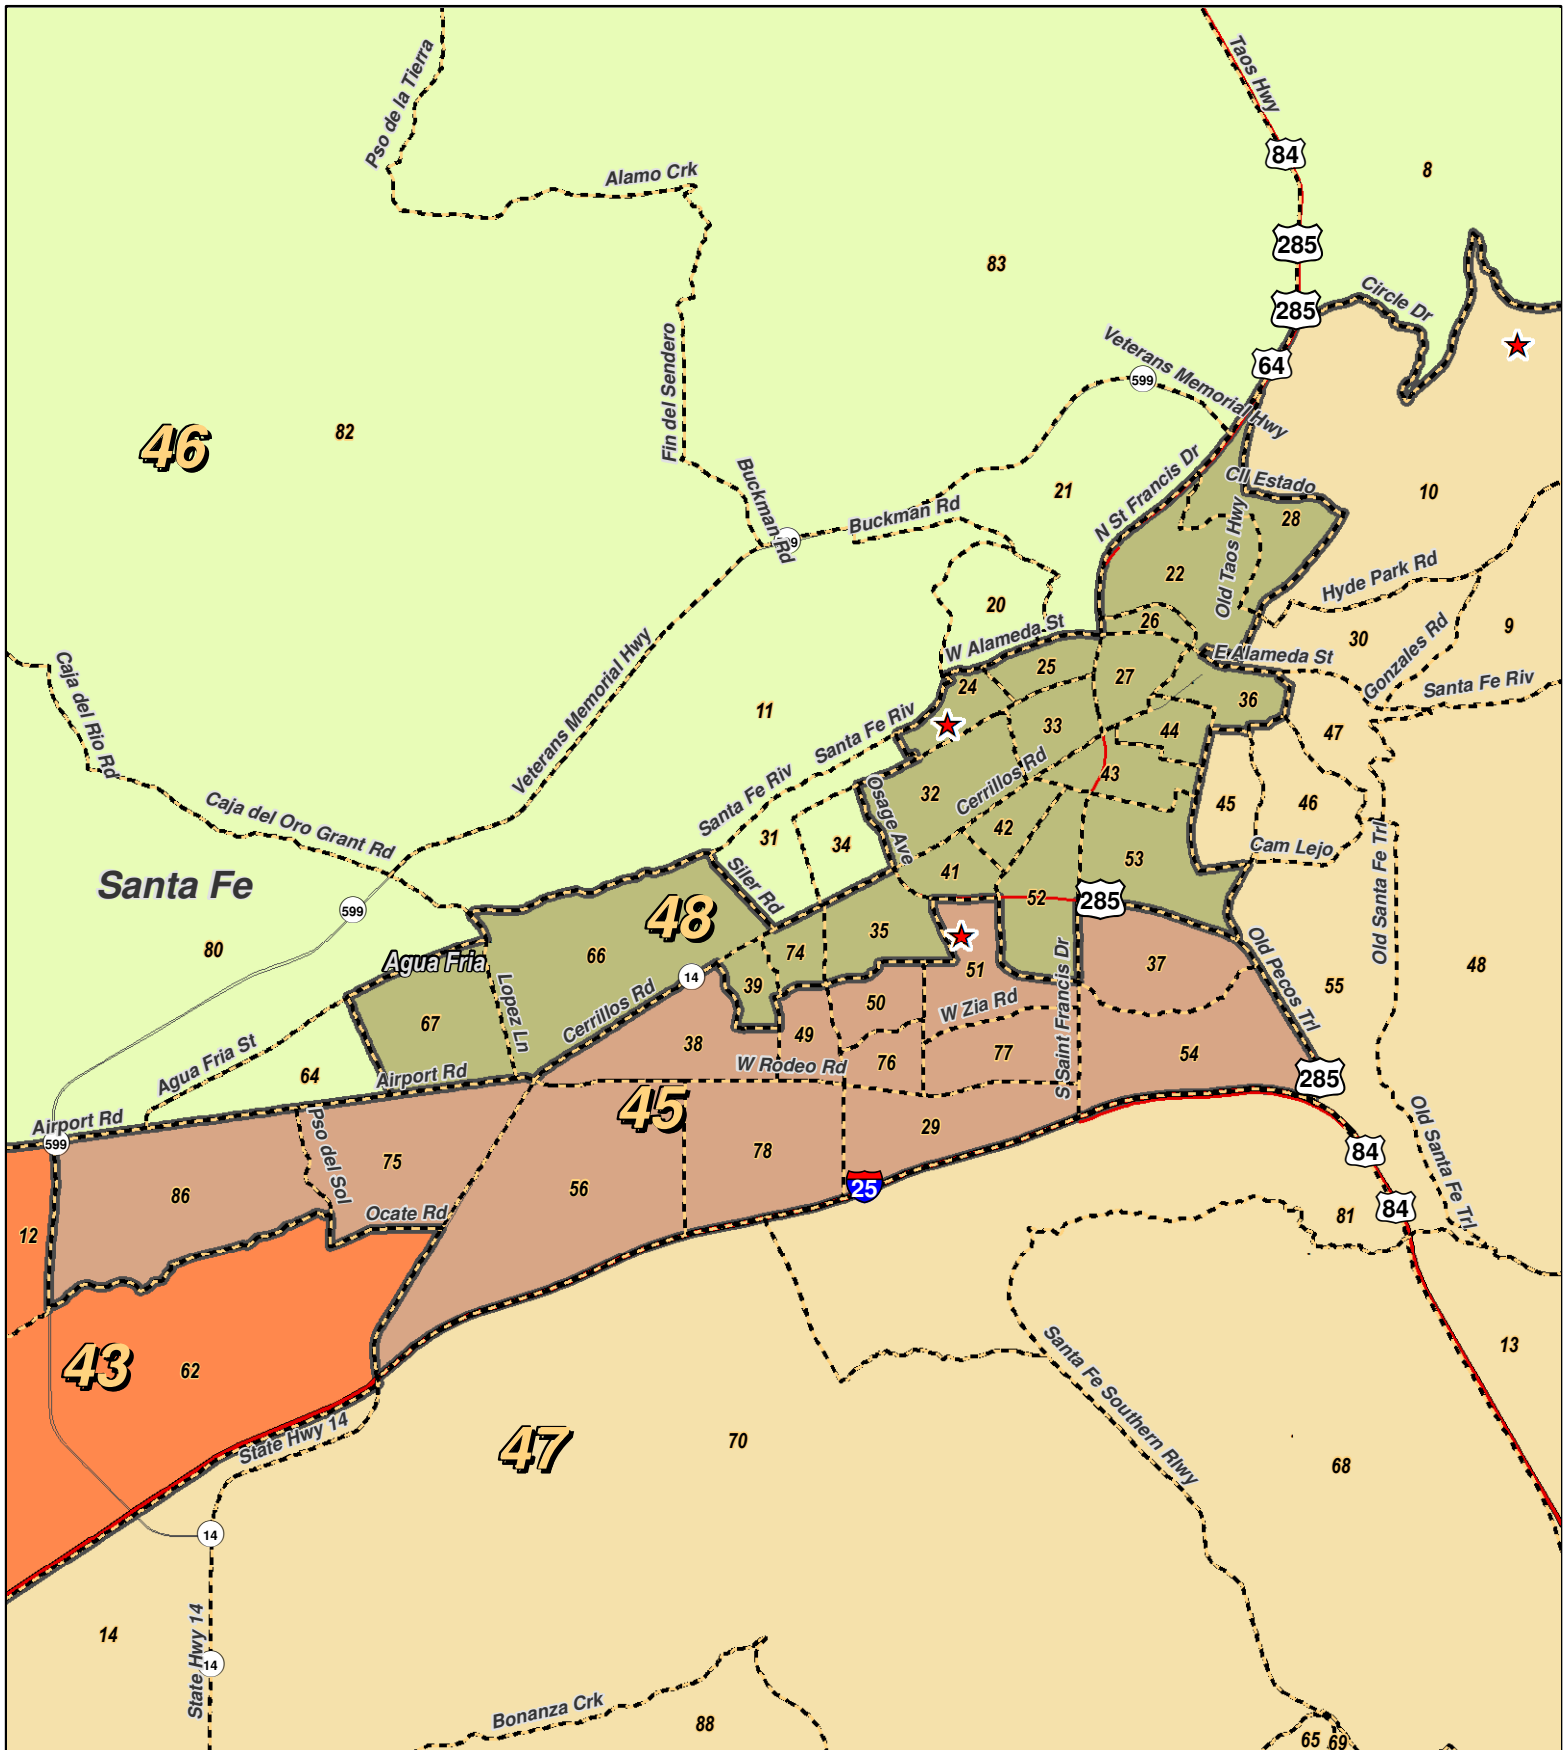 Taos Hwy
Pso de la Tierra
84
Alamo Crk
8
285
83
Circle Dr
285
Veterans Memorial Hwy
64
Fin del Sendero
599
46
82
N St Francis Dr
Cll Estado
Buckman Rd
21
10
Buckman Rd
28
Old Taos Hwy
Hyde Park Rd
22
20
26
9
30
Gonzales Rd
W Alameda St
E Alameda St
Veterans Memorial Hwy
Caja del Rio Rd
25
27
24
36
Santa Fe Riv
11
Santa Fe Riv
33
44
47
Santa Fe Riv
43
Osage Ave
Cerrillos Rd
32
45
46
Caja del Oro Grant Rd
31
34
42
Cam Lejo
53
Old Santa Fe Trl
Santa Fe
Siler Rd
41
599
48
52
285
35
80
66
74
Old Pecos Trl
Agua Fria
51
37
48
14
39
55
Lopez Ln
Cerrillos Rd
50
W Zia Rd
S Saint Francis Dr
67
49
38
77
54
Agua Fria St
76
W Rodeo Rd
64
Airport Rd
285
45
Airport Rd
29
Old Santa Fe Trl
599
Pso del Sol
78
84
75
56
25
86
84
Ocate Rd
81
12
43
62
13
Santa Fe Southern Rlwy
State Hwy 14
47
70
68
14
14
State Hwy 14
14
Bonanza Crk
88
65
69